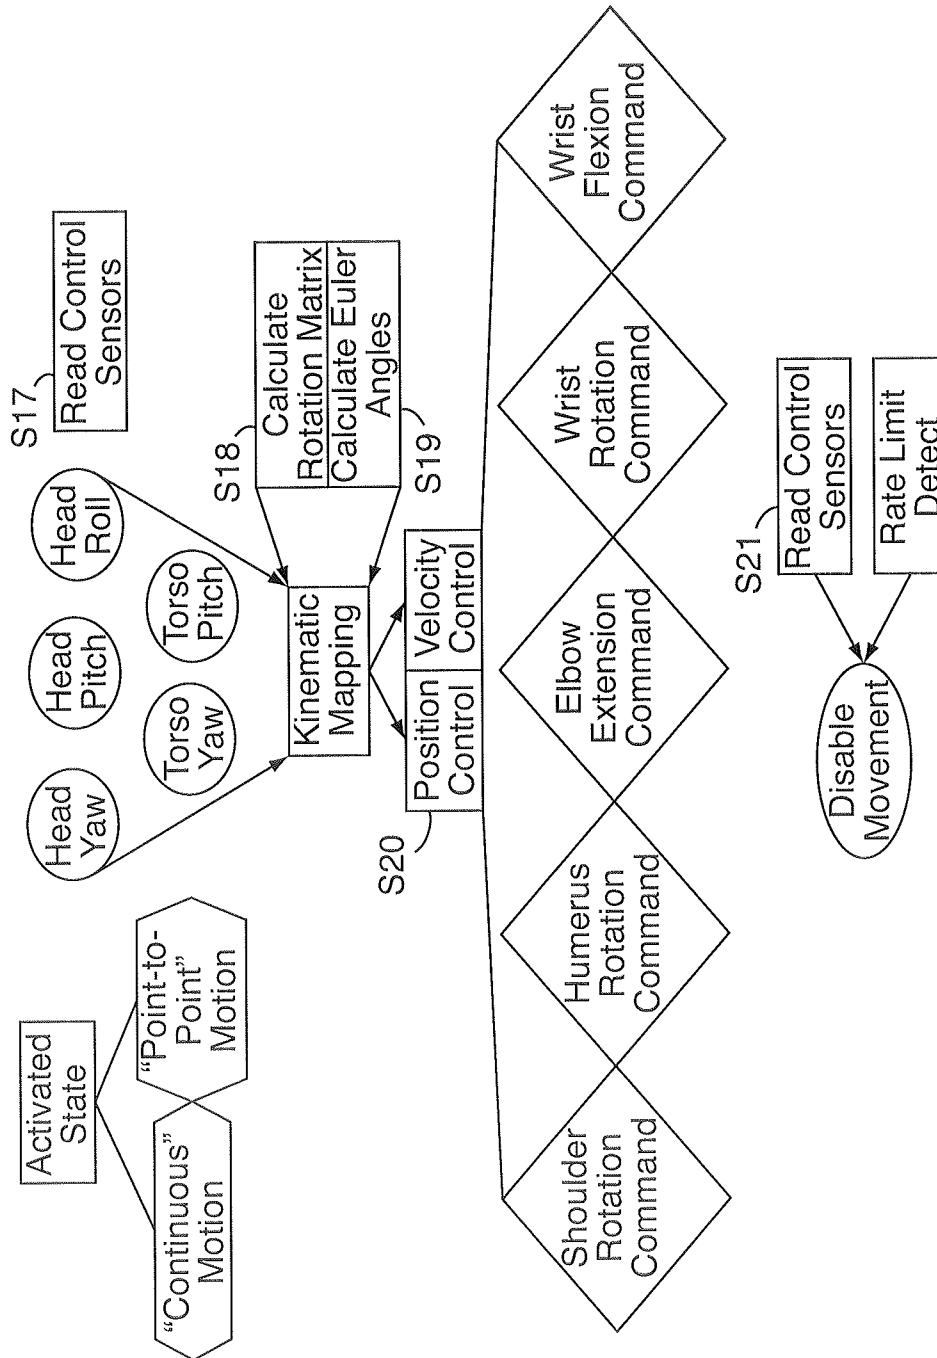 Activated
State
"Continuous"
Motion
"Point-to-
Point"
Motion
Head
Yaw
Head
Pitch
Head
Roll
Torso
Yaw
Torso
Pitch
S17
Read Control
Sensors
Kinematic
Mapping
S18
Calculate
Rotation Matrix
Calculate Euler
Angles
S19
S20
Position
Control
Velocity
Control
Shoulder
Rotation
Command
Humerus
Rotation
Command
Elbow
Extension
Command
Wrist
Rotation
Command
Wrist
Flexion
Command
Disable
Movement
S21
Read Control
Sensors
Rate Limit
Detect